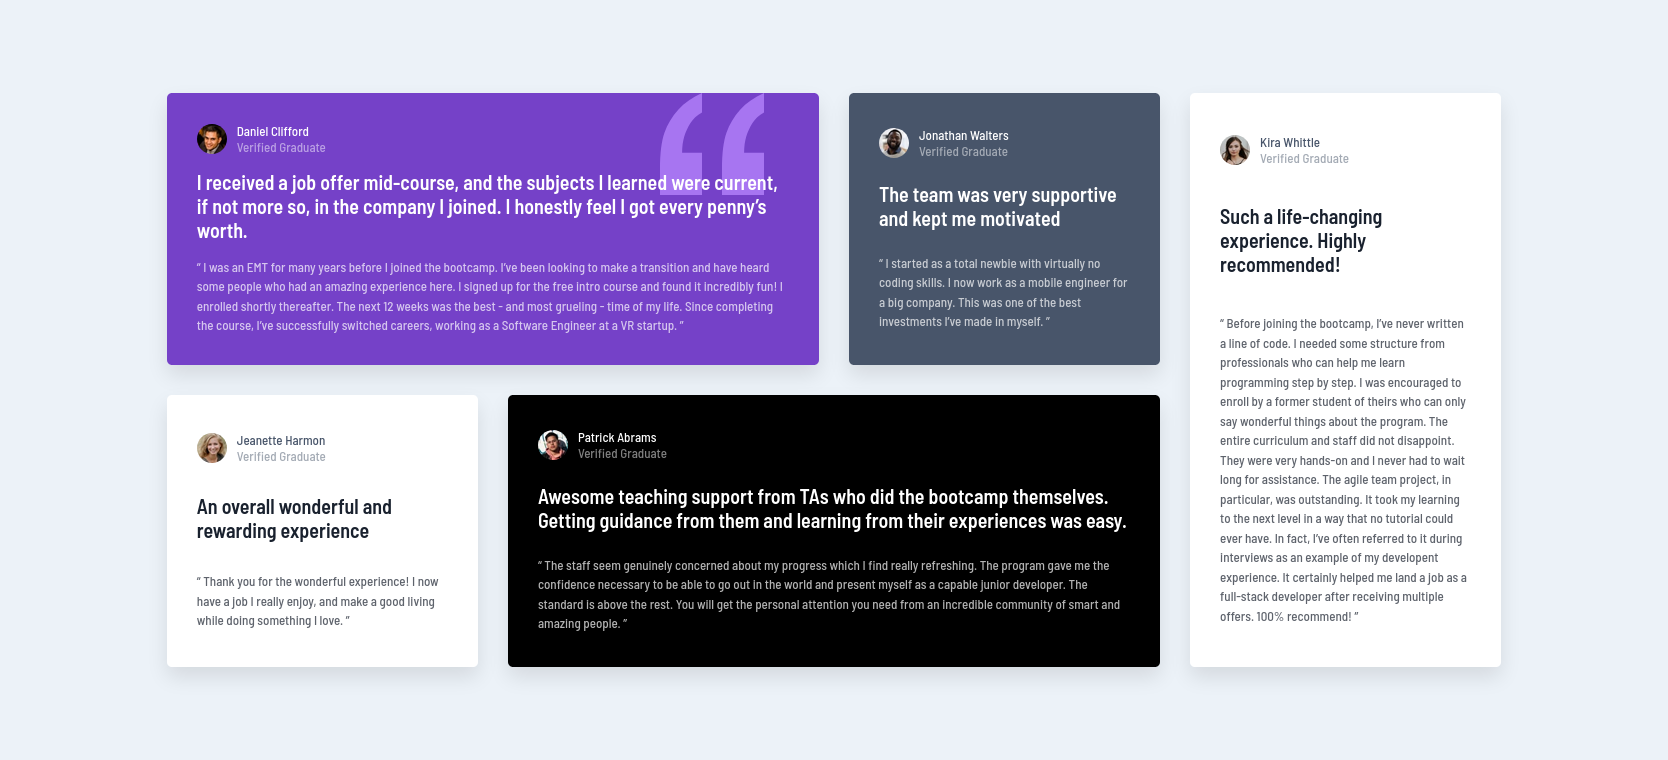 Daniel Clifford
Verified Graduate
I received a job offer mid-course, and the subjects I learned were current,
if not more so, in the company I joined. I honestly feel I got every penny’s
worth.
“ I was an EMT for many years before I joined the bootcamp. I’ve been looking to make a transition and have heard
some people who had an amazing experience here. I signed up for the free intro course and found it incredibly fun! I
enrolled shortly thereafter. The next 12 weeks was the best - and most grueling - time of my life. Since completing
the course, I’ve successfully switched careers, working as a Software Engineer at a VR startup. ”
Jonathan Walters
Verified Graduate
The team was very supportive
and kept me motivated
“ I started as a total newbie with virtually no
coding skills. I now work as a mobile engineer for
a big company. This was one of the best
investments I’ve made in myself. ”
Kira Whittle
Verified Graduate
Such a life-changing
experience. Highly
recommended!
“ Before joining the bootcamp, I’ve never written
a line of code. I needed some structure from
professionals who can help me learn
programming step by step. I was encouraged to
enroll by a former student of theirs who can only
say wonderful things about the program. The
entire curriculum and staff did not disappoint.
They were very hands-on and I never had to wait
long for assistance. The agile team project, in
particular, was outstanding. It took my learning
to the next level in a way that no tutorial could
ever have. In fact, I’ve often referred to it during
interviews as an example of my developent
experience. It certainly helped me land a job as a
full-stack developer after receiving multiple
offers. 100% recommend! ”
Jeanette Harmon
Verified Graduate
An overall wonderful and
rewarding experience
“ Thank you for the wonderful experience! I now
have a job I really enjoy, and make a good living
while doing something I love. ”
Patrick Abrams
Verified Graduate
Awesome teaching support from TAs who did the bootcamp themselves.
Getting guidance from them and learning from their experiences was easy.
“ The staff seem genuinely concerned about my progress which I find really refreshing. The program gave me the
confidence necessary to be able to go out in the world and present myself as a capable junior developer. The
standard is above the rest. You will get the personal attention you need from an incredible community of smart and
amazing people. ”